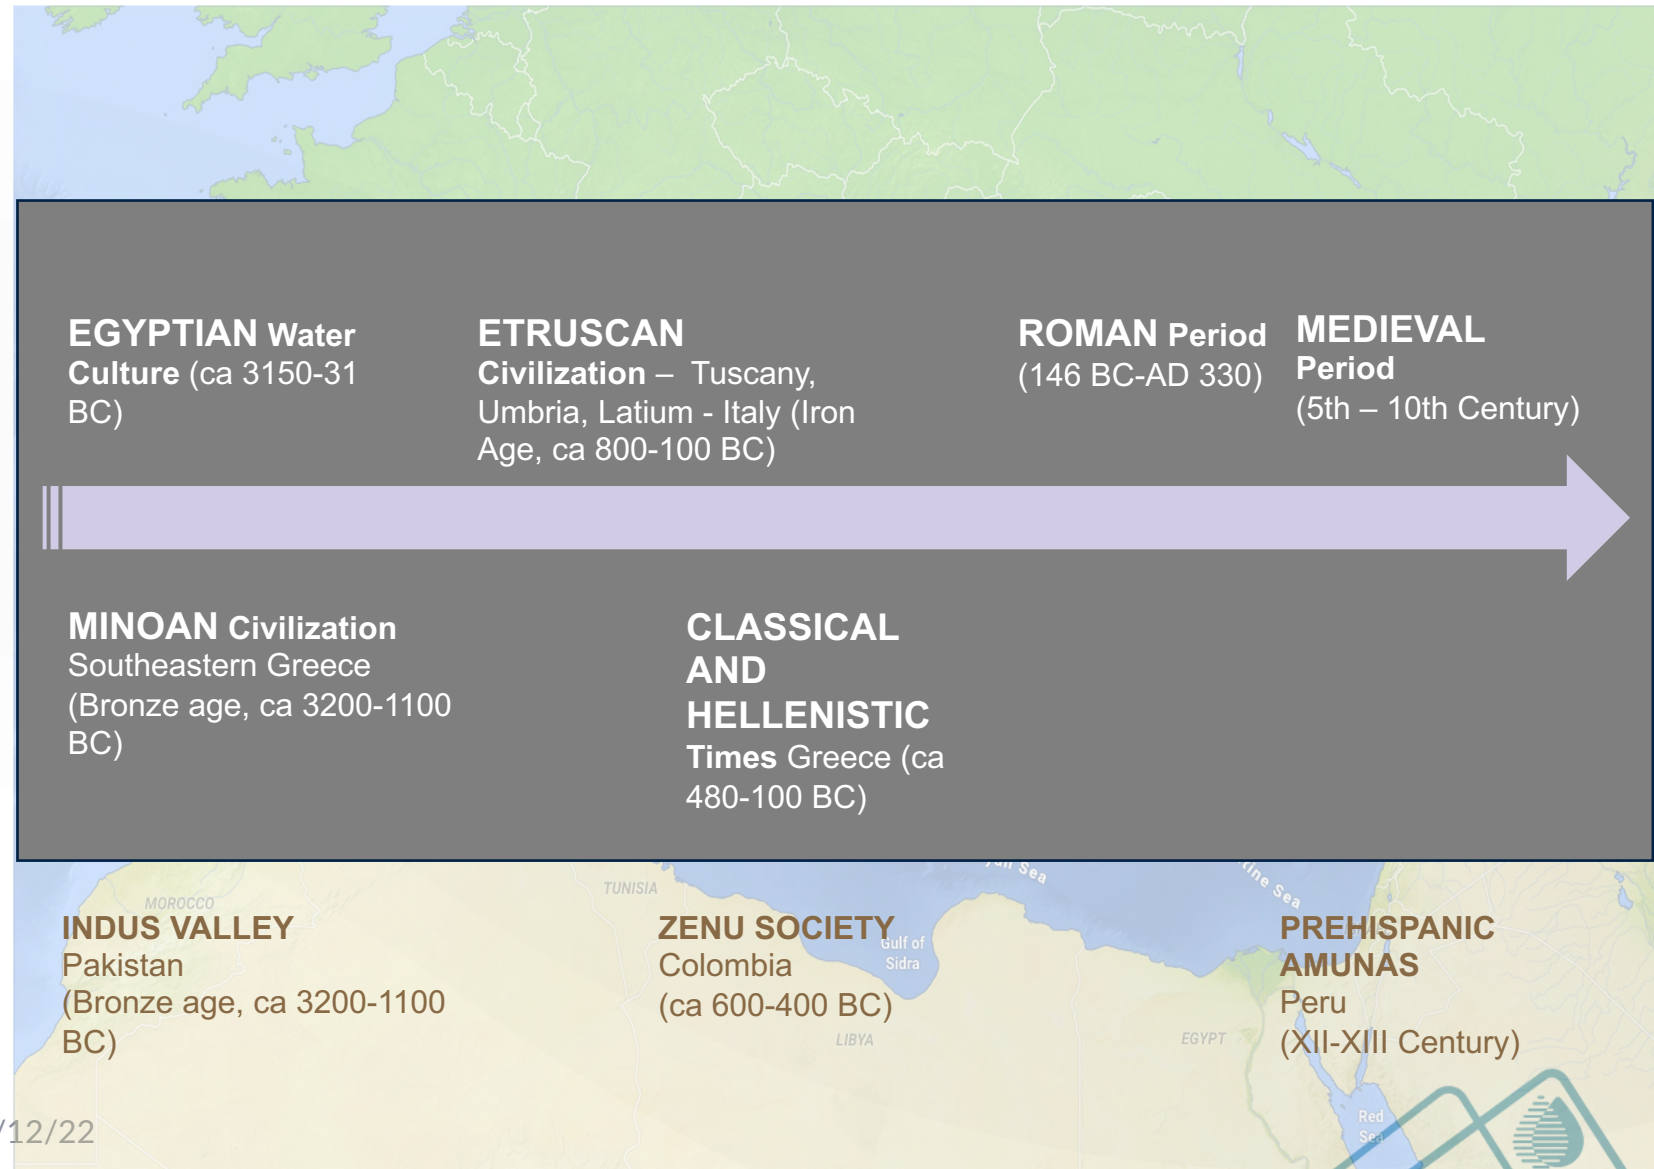 EGYPTIAN Water
Culture (ca 3150-31
BC)
ETRUSCAN
Civilization – Tuscany,
Umbria, Latium - Italy (Iron
Age, ca 800-100 BC)
ROMAN Period
(146 BC-AD 330)
MEDIEVAL
Period
(5th – 10th Century)
MINOAN Civilization
Southeastern Greece
(Bronze age, ca 3200-1100
BC)
CLASSICAL
AND
HELLENISTIC
Times Greece (ca
480-100 BC)
Sea
Sea
MOROCCO
TUNISIA
INDUS VALLEY
Pakistan
(Bronze age, ca 3200-1100
BC)
ZENU SOCIETY
Colombia
(ca 600-400 BC)
Gulf of
Sidra
PREHISPANIC
AMUNAS
Peru
(XII-XIII Century)
LIBYA
EGYPT
Red
Sea
/12/22